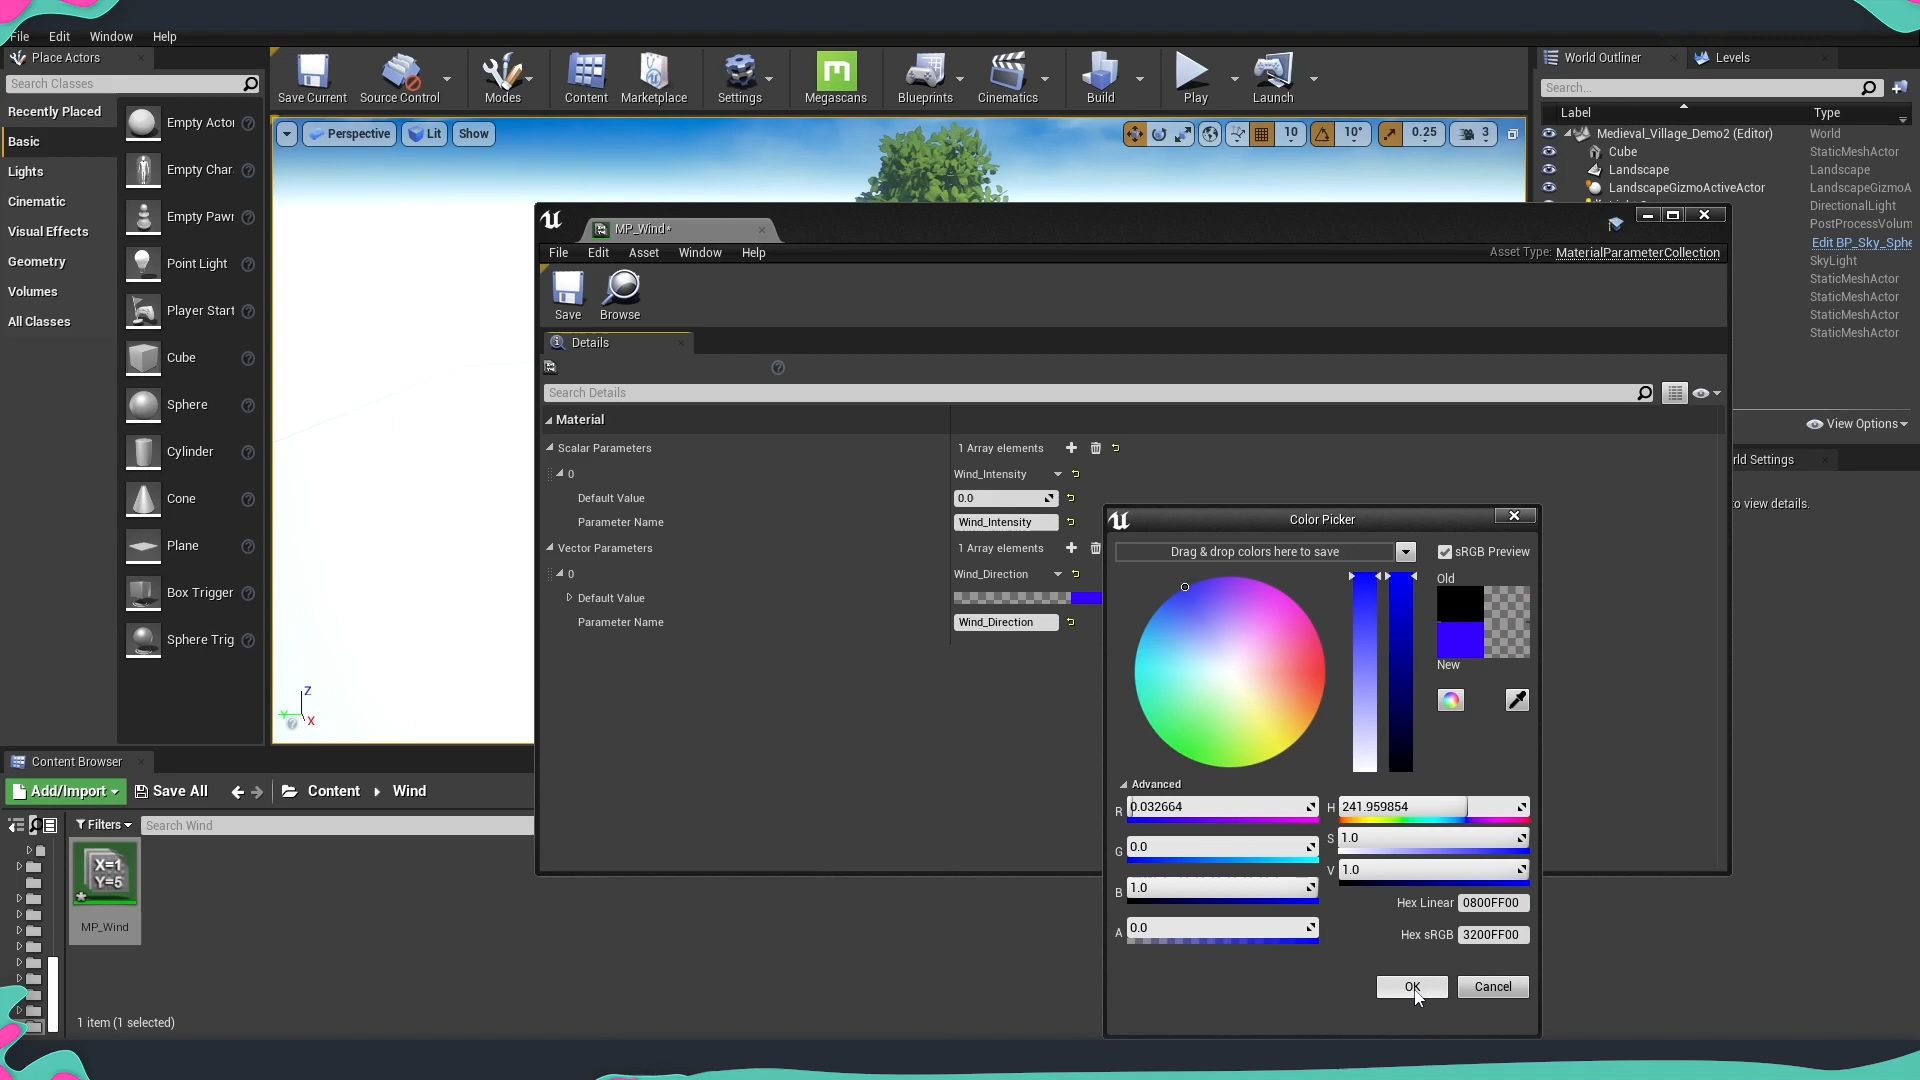 File Edit Window Help
Place Actors
Search Classes
Recently Placed
Basic
Lights
Cinematic
Visual Effects
Geometry
Volumes
All Classes
Empty Actor
Empty Char
Empty Pawn
Point Light
Player Start
Cube
Sphere
Cylinder
Cone
Plane
Box Trigger
Sphere Trig
Save Current
Source Control
Modes
Content
Marketplace
Settings
Megascans
Blueprints
Cinematics
Build
Play
Launch
Perspective Lit Show
10 10° 0.25 3
World Outliner Levels
Search...
Label Type
Medieval_Village_Demo2 (Editor) World
Cube StaticMeshActor
Landscape Landscape
LandscapeGizmoActiveActor LandscapeGizmoA
DirectionalLight
PostProcessVolum
Edit BP_Sky_Sphe
SkyLight
StaticMeshActor
StaticMeshActor
StaticMeshActor
StaticMeshActor
View Options
rld Settings
to view details.
MP_Wind*
File Edit Asset Window Help
Asset Type: MaterialParameterCollection
Save Browse
Details
Search Details
Material
Scalar Parameters 1 Array elements
0 Wind_Intensity
Default Value 0.0
Parameter Name Wind_Intensity
Vector Parameters 1 Array elements
0 Wind_Direction
Default Value
Parameter Name Wind_Direction
Color Picker
Drag & drop colors here to save
sRGB Preview
Old
New
Advanced
R 0.032664
G 0.0
B 1.0
A 0.0
H 241.959854
S 1.0
V 1.0
Hex Linear 0800FF00
Hex sRGB 3200FF00
OK Cancel
Z
Y
X
Content Browser
Add/Import Save All Content Wind
Filters Search Wind
X=1
Y=5
MP_Wind
1 item (1 selected)